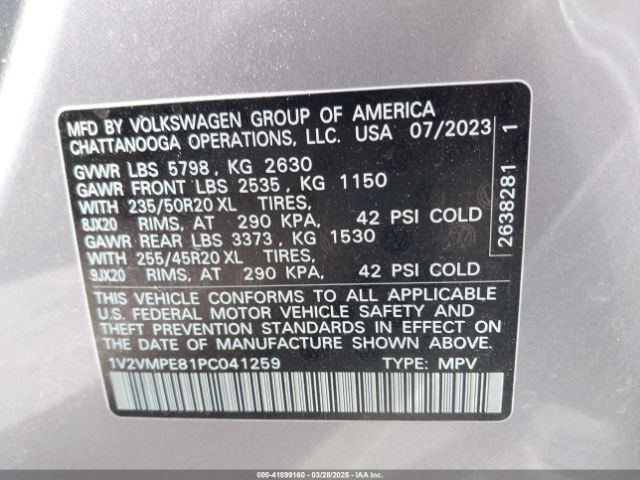 MFD BY VOLKSWAGEN GROUP OF AMERICA
CHATTANOOGA OPERATIONS, LLC. USA 07/2023
GVWR LBS 5798, KG 2630
GAWR FRONT LBS 2535, KG 1150
WITH 235/50R20 XL TIRES,
8JX20 RIMS, AT 290 KPA, 42 PSI COLD
GAWR REAR LBS 3373, KG 1530
WITH 255/45R20 XL TIRES,
9JX20 RIMS, AT 290 KPA, 42 PSI COLD
THIS VEHICLE CONFORMS TO ALL APPLICABLE
U.S. FEDERAL MOTOR VEHICLE SAFETY AND
THEFT PREVENTION STANDARDS IN EFFECT ON
THE DATE OF MANUFACTURE SHOWN ABOVE
1V2VMPE81PC041259 TYPE: MPV
2638281 1
000-41899160 - 03/28/2025 - IAAI.CA